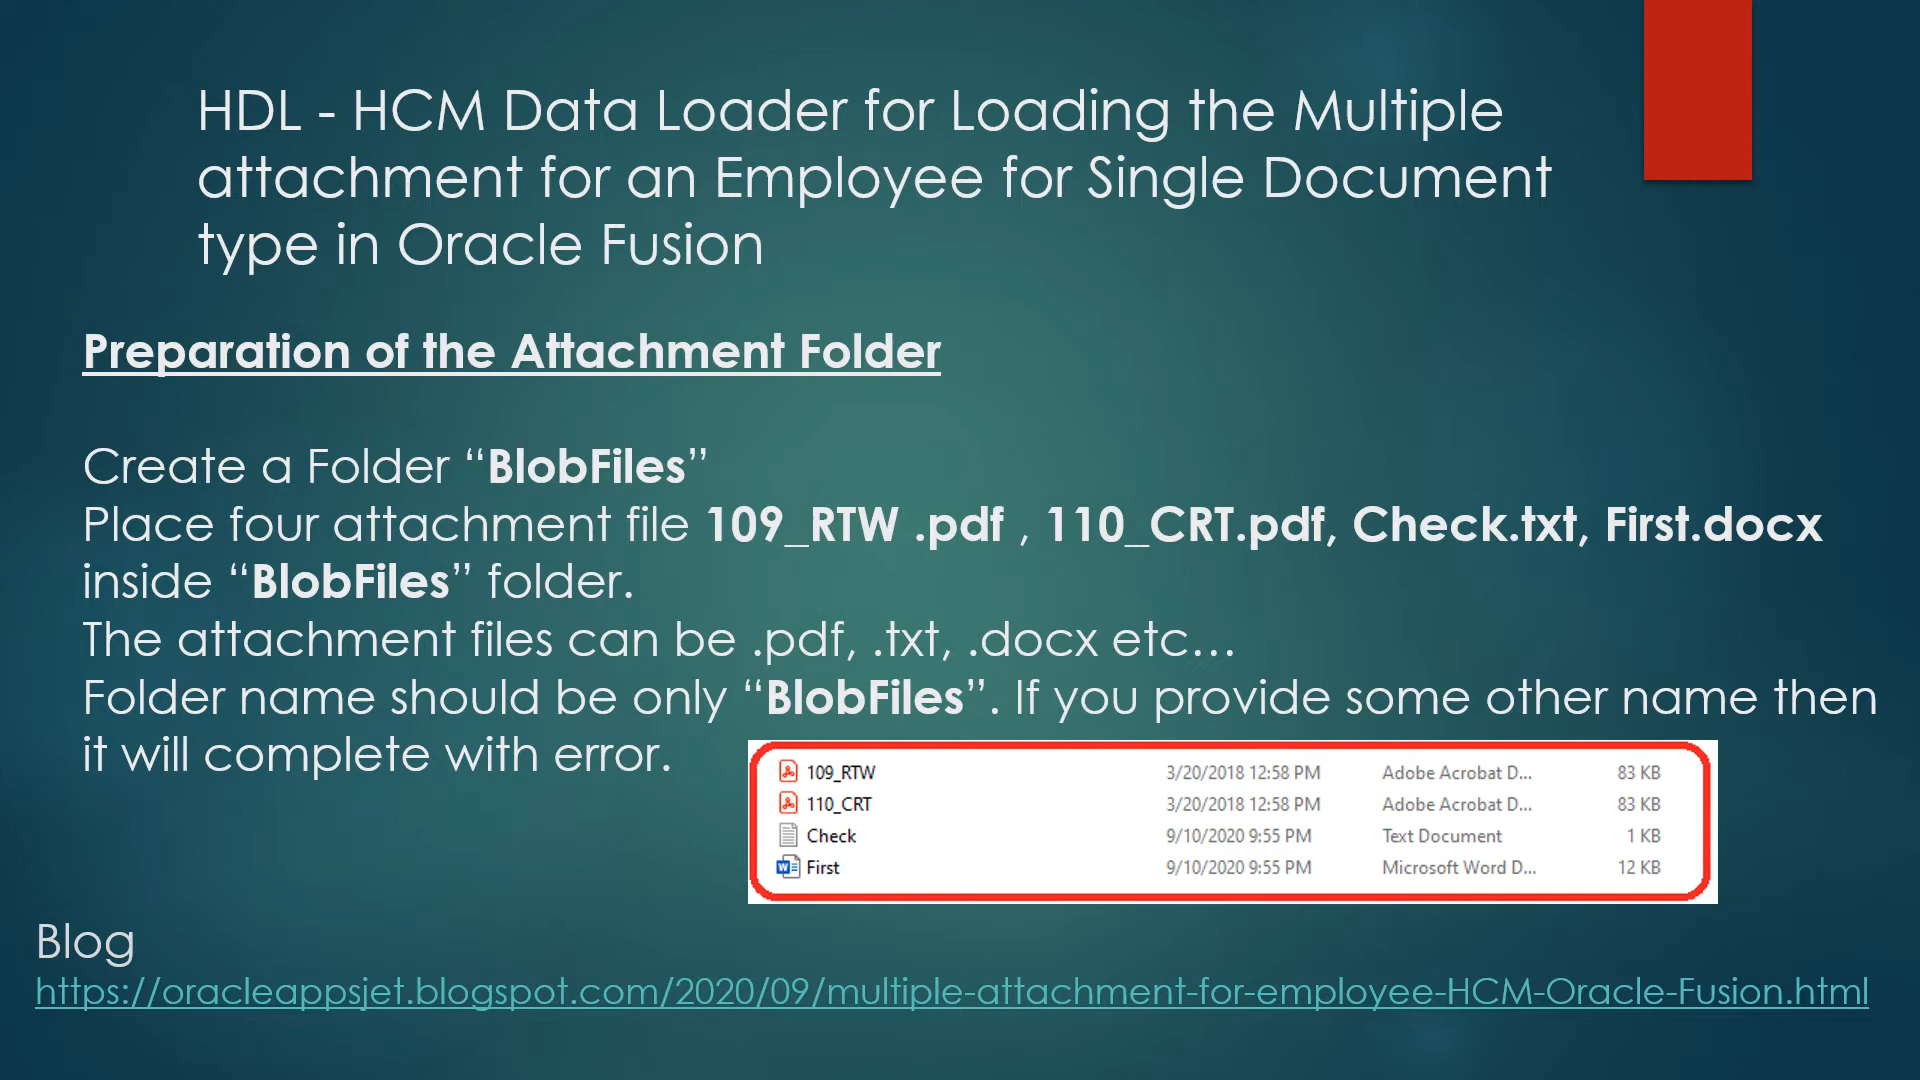 HDL - HCM Data Loader for Loading the Multiple
attachment for an Employee for Single Document
type in Oracle Fusion
Preparation of the Attachment Folder
Create a Folder “BlobFiles”
Place four attachment file 109_RTW .pdf , 110_CRT.pdf, Check.txt, First.docx
inside “BlobFiles” folder.
The attachment files can be .pdf, .txt, .docx etc…
Folder name should be only “BlobFiles”. If you provide some other name then
it will complete with error.
109_RTW 3/20/2018 12:58 PM Adobe Acrobat D... 83 KB
110_CRT 3/20/2018 12:58 PM Adobe Acrobat D... 83 KB
Check 9/10/2020 9:55 PM Text Document 1 KB
First 9/10/2020 9:55 PM Microsoft Word D... 12 KB
Blog
https://oracleappsjet.blogspot.com/2020/09/multiple-attachment-for-employee-HCM-Oracle-Fusion.html